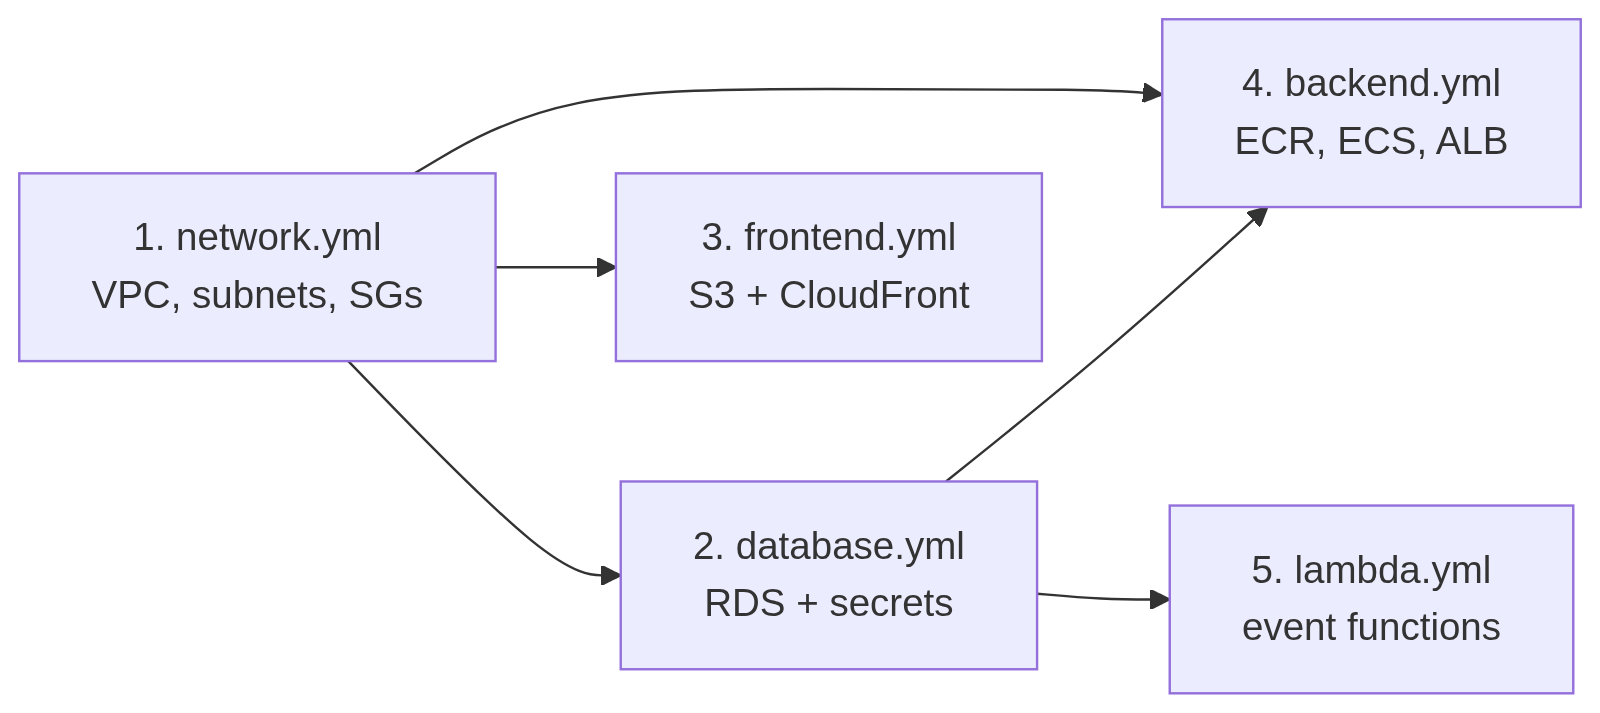 1. network.yml
VPC, subnets, SGs
2. database.yml
RDS + secrets
3. frontend.yml
S3 + CloudFront
4. backend.yml
ECR, ECS, ALB
5. lambda.yml
event functions